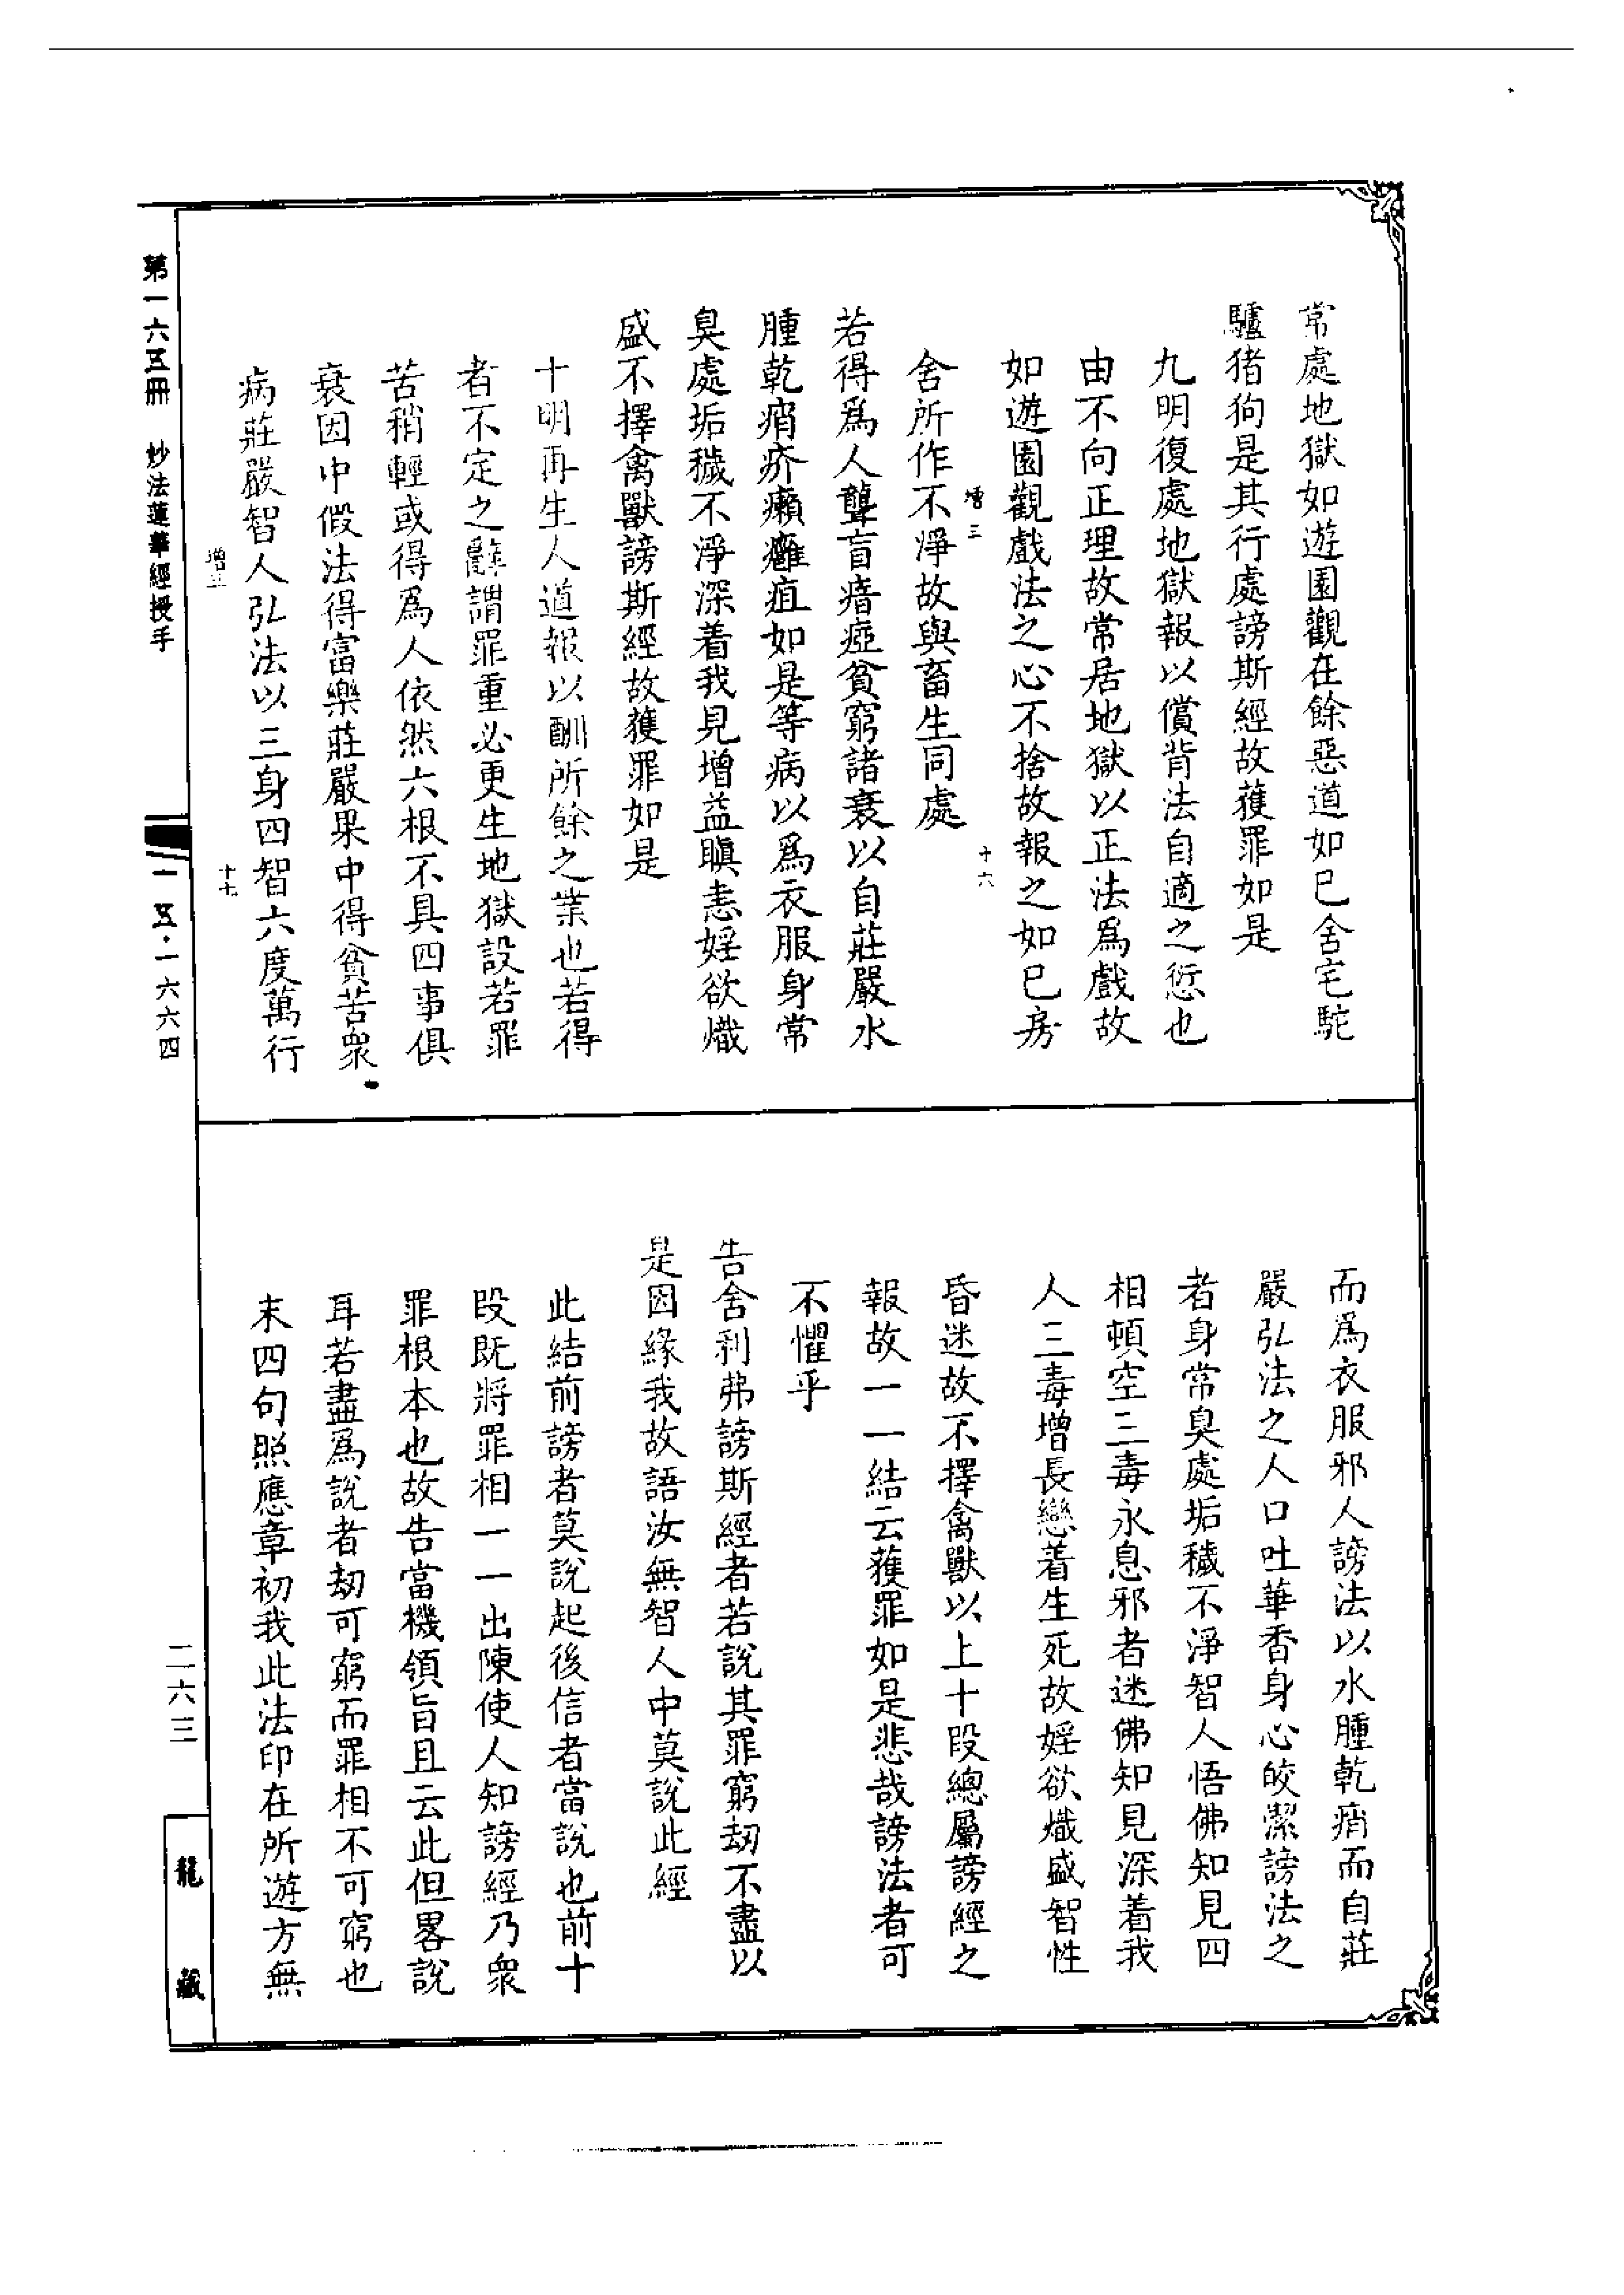 常處地獄如遊園觀在餘惡道如已舍宅駝
驢猪狗是其行處謗斯經故獲罪如是
九明復處地獄報以償背法自適之愆也
由不向正理故常居地獄以正法爲戲故
如遊園觀戲法之心不捨故報之如已房
舍所作不淨故與畜生同處
增三
十六
若得爲人聾盲瘖瘂貧窮諸衰以自莊嚴水
腫乾痟疥癩癰疽如是等病以爲衣服身常
臭處垢穢不淨深着我見增益瞋恚婬欲熾
盛不擇禽獸謗斯經故獲罪如是
十明再生人道報以酬所餘之業也若得
者不定之辭謂罪重必更生地獄設若罪
苦稍輕或得爲人依然六根不具四事俱
衰因中假法得富樂莊嚴果中得貧苦衆
病莊嚴智人弘法以三身四智六度萬行
增三
十七
而爲衣服邪人謗法以水腫乾痟而自莊
嚴弘法之人口吐華香身心皎潔謗法之
者身常臭處垢穢不淨智人悟佛知見四
相頓空三毒永息邪者迷佛知見深着我
人三毒增長戀着生死故婬欲熾盛智性
昏迷故不擇禽獸以上十段總屬謗經之
報故一一結云獲罪如是悲哉謗法者可
不懼乎
告舍利弗謗斯經者若說其罪窮劫不盡以
是因緣我故語汝無智人中莫說此經
此結前謗者莫說起後信者當說也前十
段既將罪相一一出陳使人知謗經乃衆
罪根本也故告當機領旨且云此但畧說
耳若盡爲說者劫可窮而罪相不可窮也
末四句照應章初我此法印在所遊方無
第一六五冊 妙法蓮華經授手
一五·一六六四
二六三
龍藏